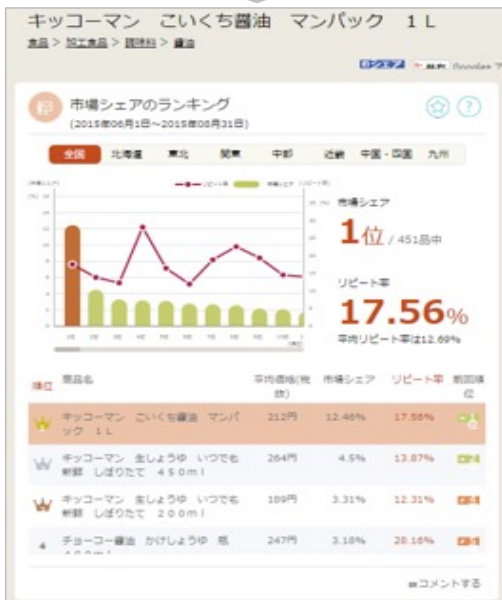 キッコーマン こいくち醤油 マンパック 1L
食品 > 加工食品 > 調味料 > 醤油
シェア
市場シェアのランキング
(2015年06月1日～2015年08月31日)
全国 北海道 東北 関東 中部 近畿 中国・四国 九州
リピート率 市場シェア
市場シェア
1位 / 451品中
リピート率
17.56%
平均リピート率は12.69%
順位 商品名 平均価格(税抜) 市場シェア リピート率 前回順位
キッコーマン こいくち醤油 マンパ
ック 1L
212円 12.46% 17.56%
キッコーマン 生しょうゆ いつでも
新鮮 しぼりたて 450ml
264円 4.5% 13.87%
キッコーマン 生しょうゆ いつでも
新鮮 しぼりたて 200ml
189円 3.31% 12.31%
4 チョーコー醤油 かけしょうゆ 瓶
247円 3.18% 28.16%
コメントする